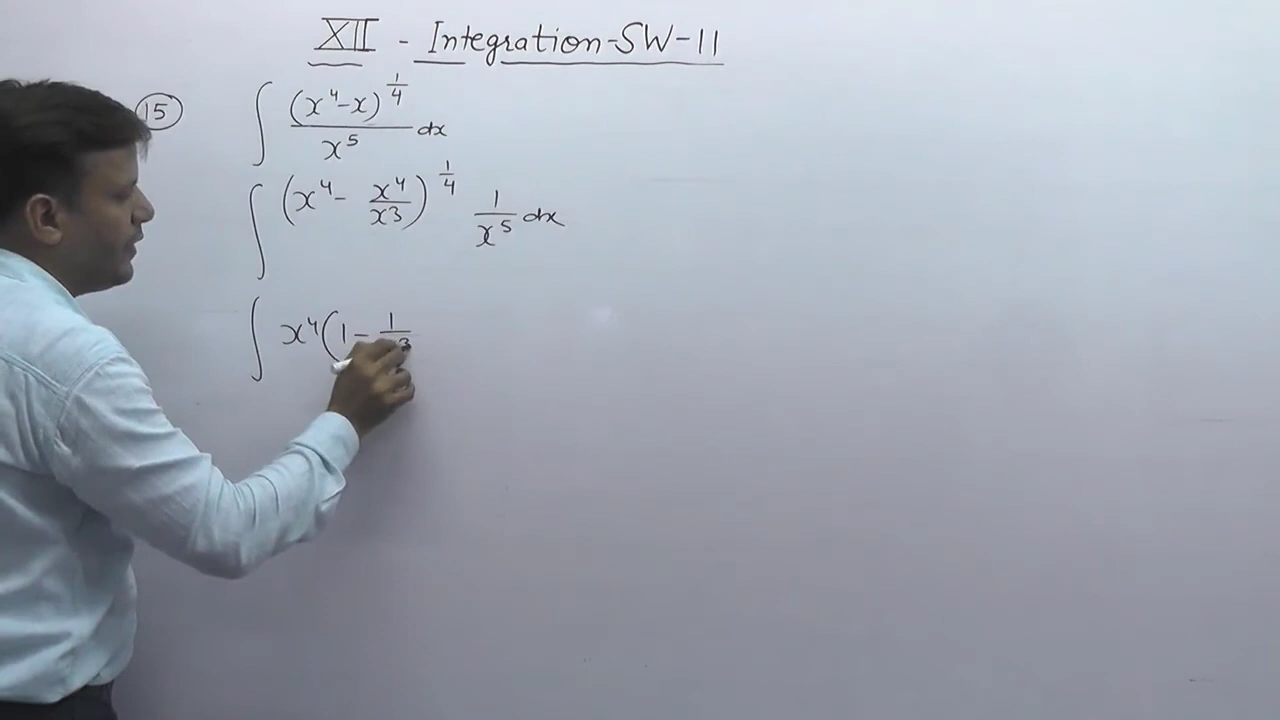 XII - Integration-SW-11
15 ∫ (x⁴-x)^(1/4) / x⁵ dx
∫ (x⁴ - x⁴/x3)^(1/4) 1/x⁵ dx
∫ x⁴(1 - 1/ 3